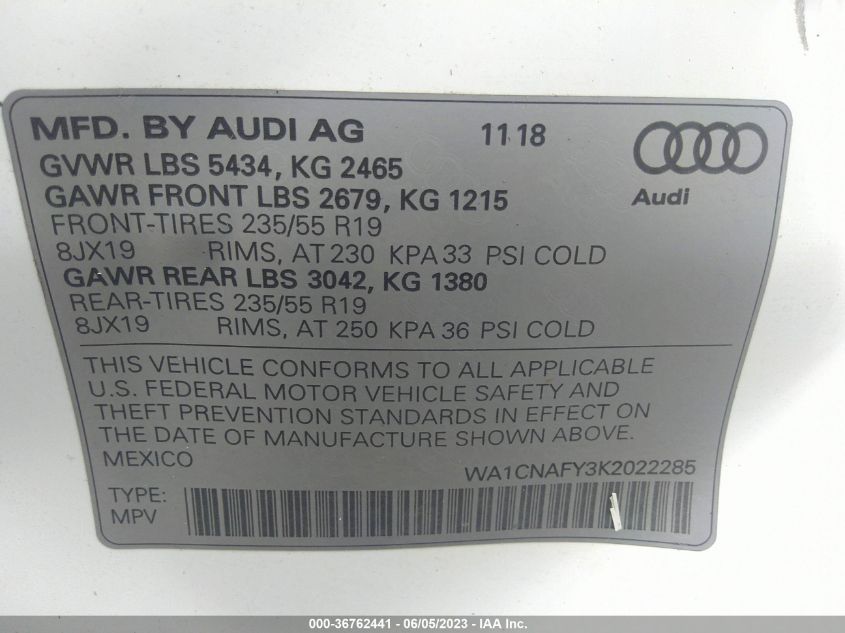 MFD. BY AUDI AG 11 18
GVWR LBS 5434, KG 2465
GAWR FRONT LBS 2679, KG 1215
Audi
FRONT-TIRES 235/55 R19
8JX19 RIMS, AT 230 KPA 33 PSI COLD
GAWR REAR LBS 3042, KG 1380
REAR-TIRES 235/55 R19
8JX19 RIMS, AT 250 KPA 36 PSI COLD
THIS VEHICLE CONFORMS TO ALL APPLICABLE
U.S. FEDERAL MOTOR VEHICLE SAFETY AND
THEFT PREVENTION STANDARDS IN EFFECT ON
THE DATE OF MANUFACTURE SHOWN ABOVE.
MEXICO
WA1CNAFY3K2022285
TYPE:
MPV
000-36762441 - 06/05/2023 - IAA Inc.